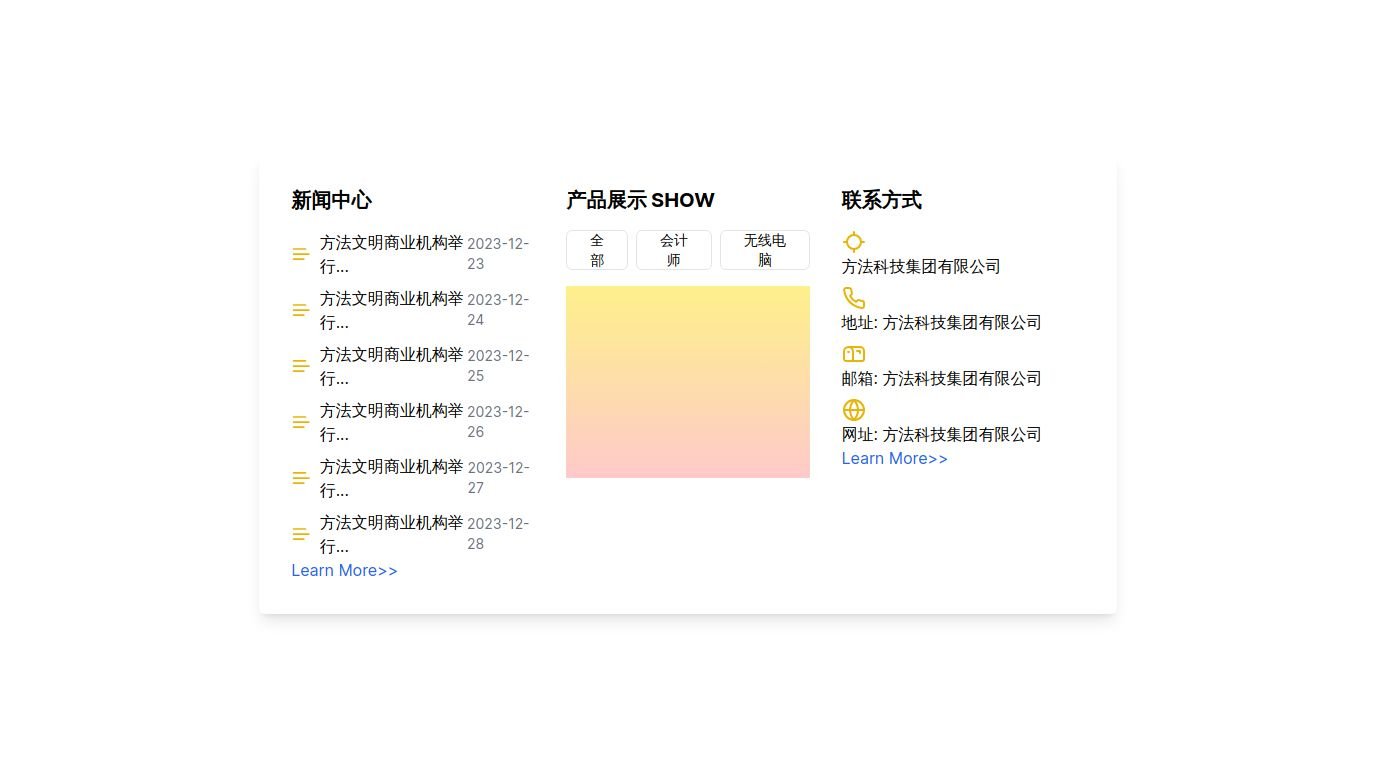 新闻中心
方法文明商业机构举
行...
2023-12-
23
方法文明商业机构举
行...
2023-12-
24
方法文明商业机构举
行...
2023-12-
25
方法文明商业机构举
行...
2023-12-
26
方法文明商业机构举
行...
2023-12-
27
方法文明商业机构举
行...
2023-12-
28
Learn More>>
产品展示 SHOW
全
部
会计
师
无线电
脑
联系方式
方法科技集团有限公司
地址: 方法科技集团有限公司
邮箱: 方法科技集团有限公司
网址: 方法科技集团有限公司
Learn More>>